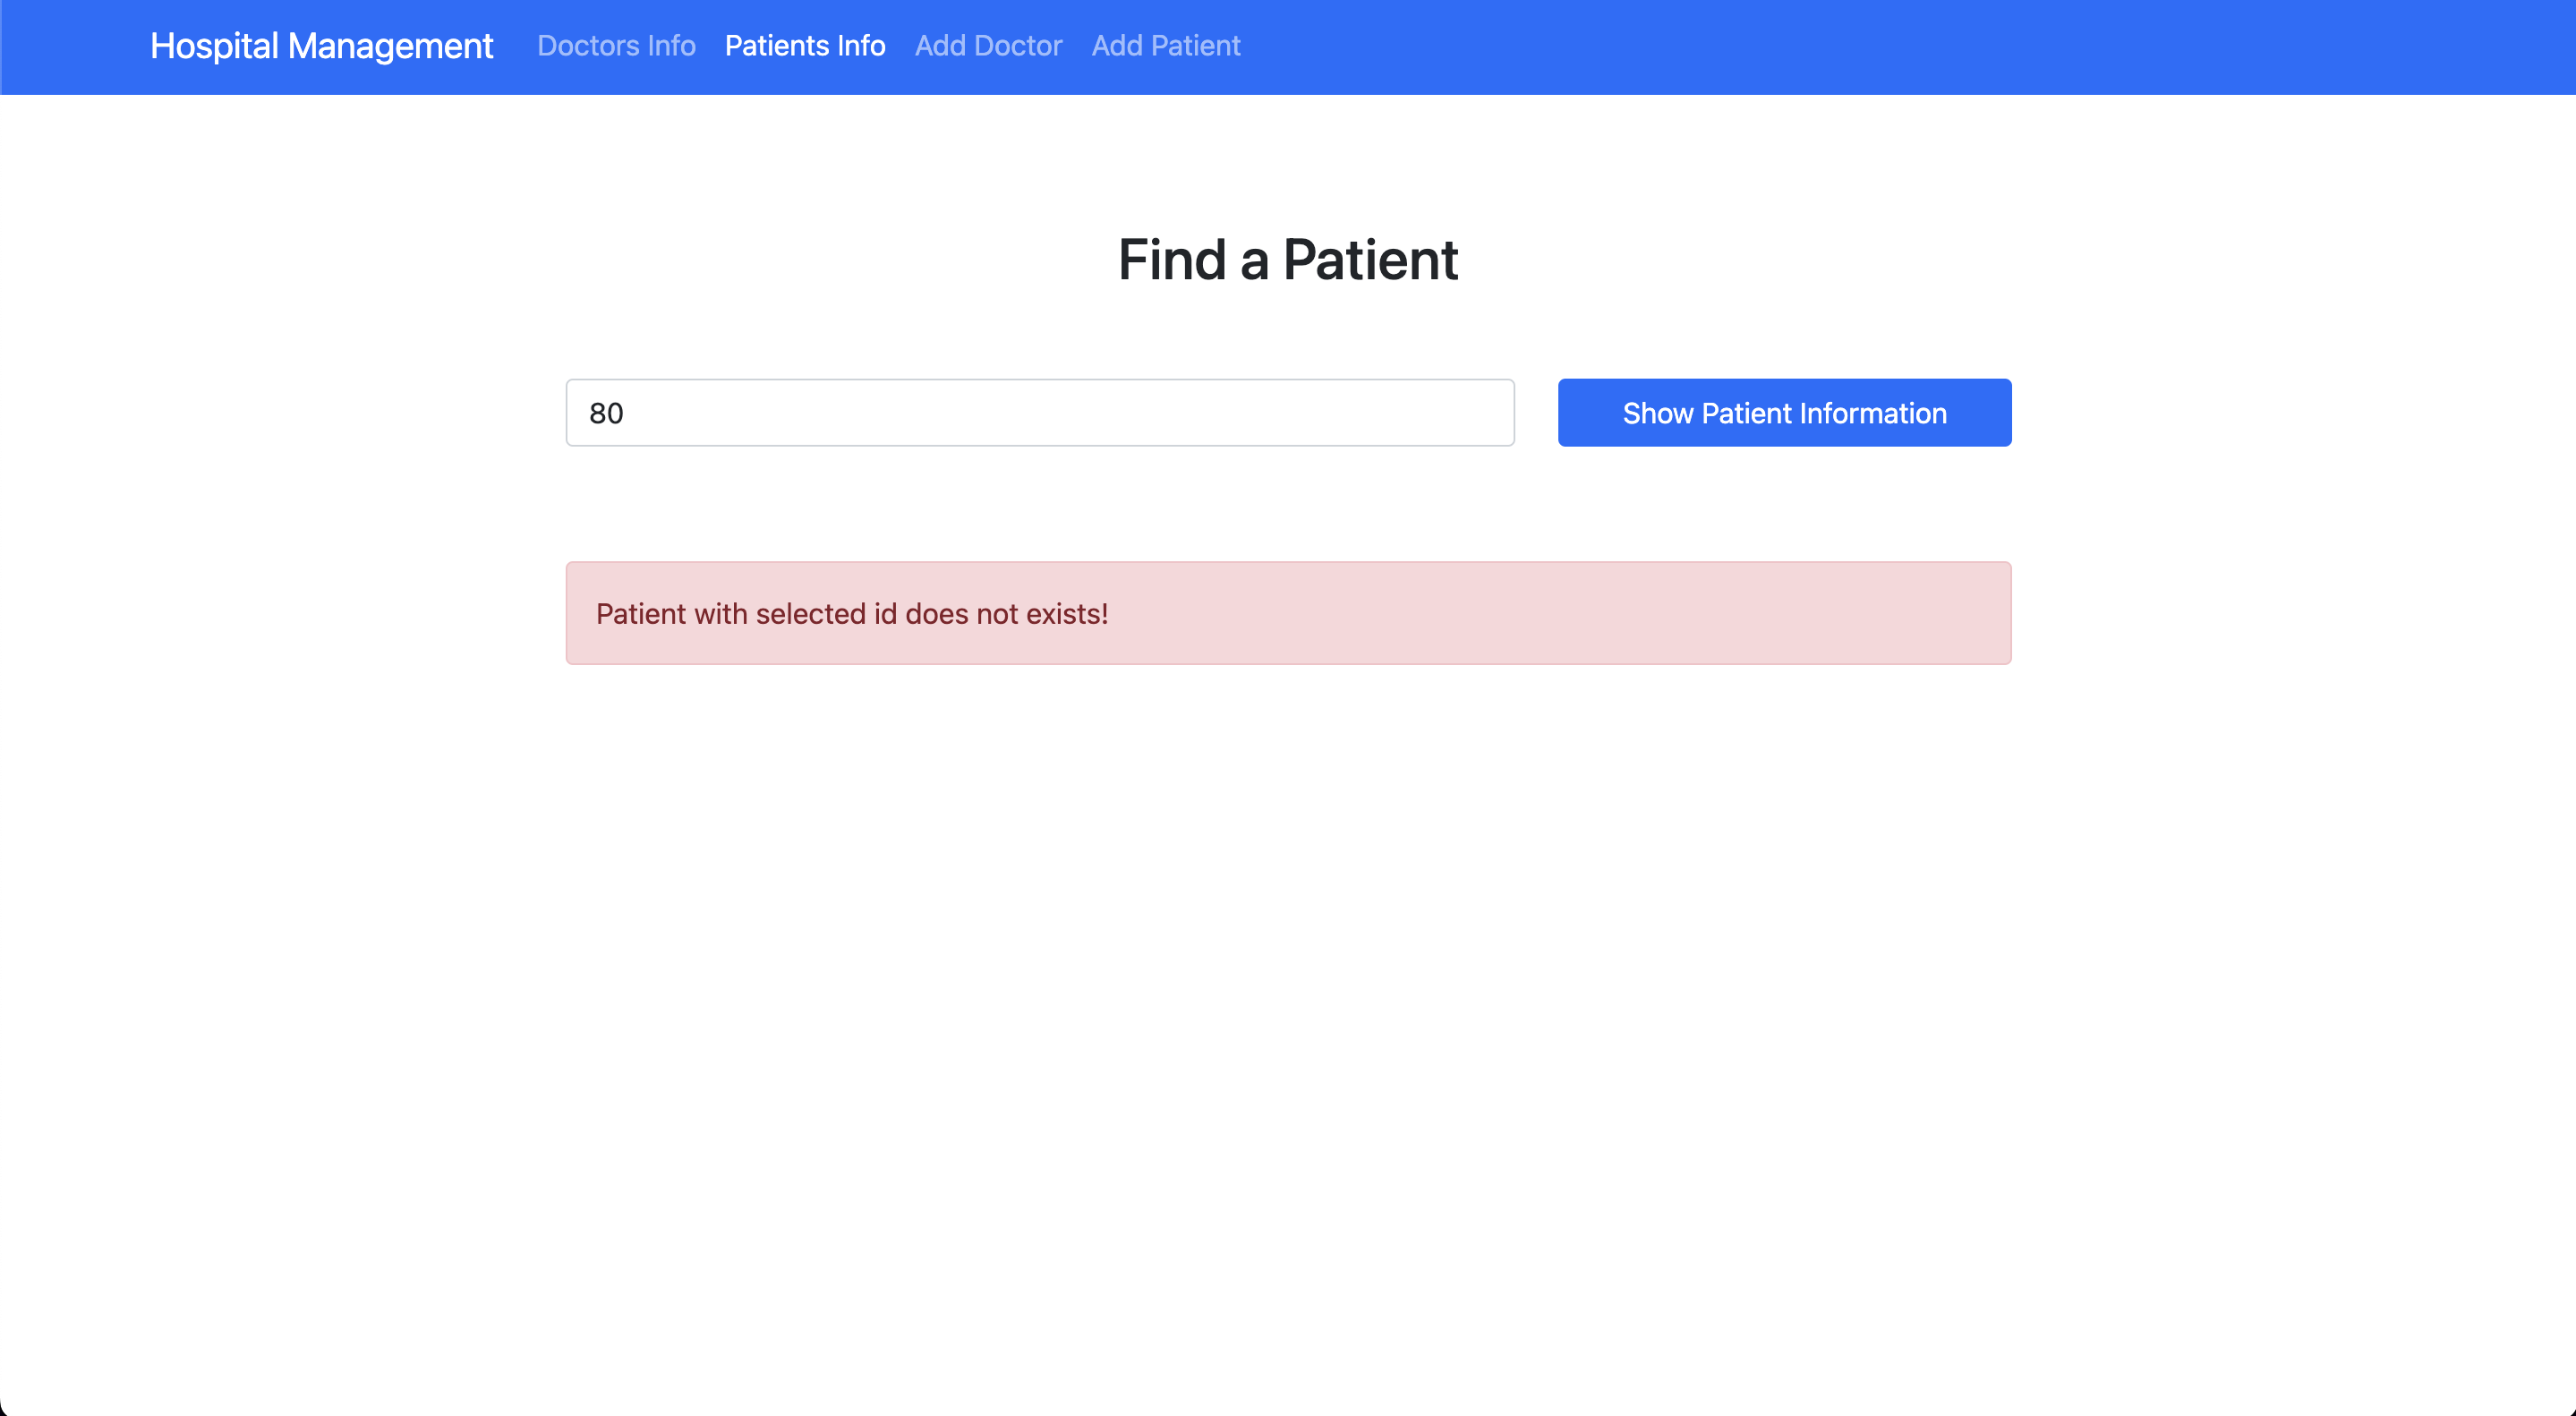 Hospital Management Doctors Info Patients Info Add Doctor Add Patient
Find a Patient
80 Show Patient Information
Patient with selected id does not exists!